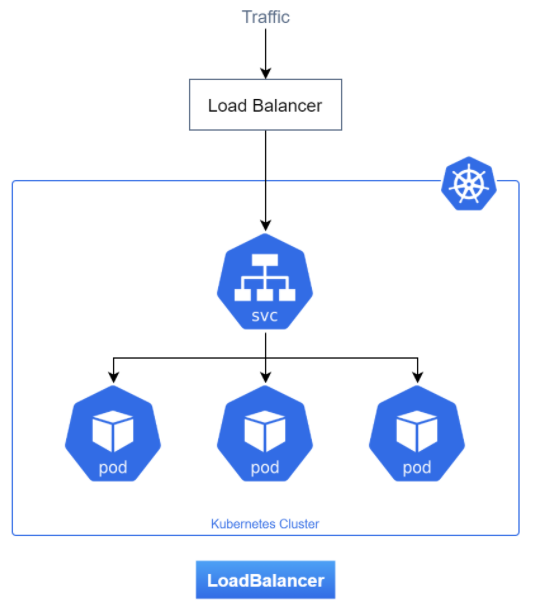 Traffic
Load Balancer
svc
pod pod pod
Kubernetes Cluster
LoadBalancer